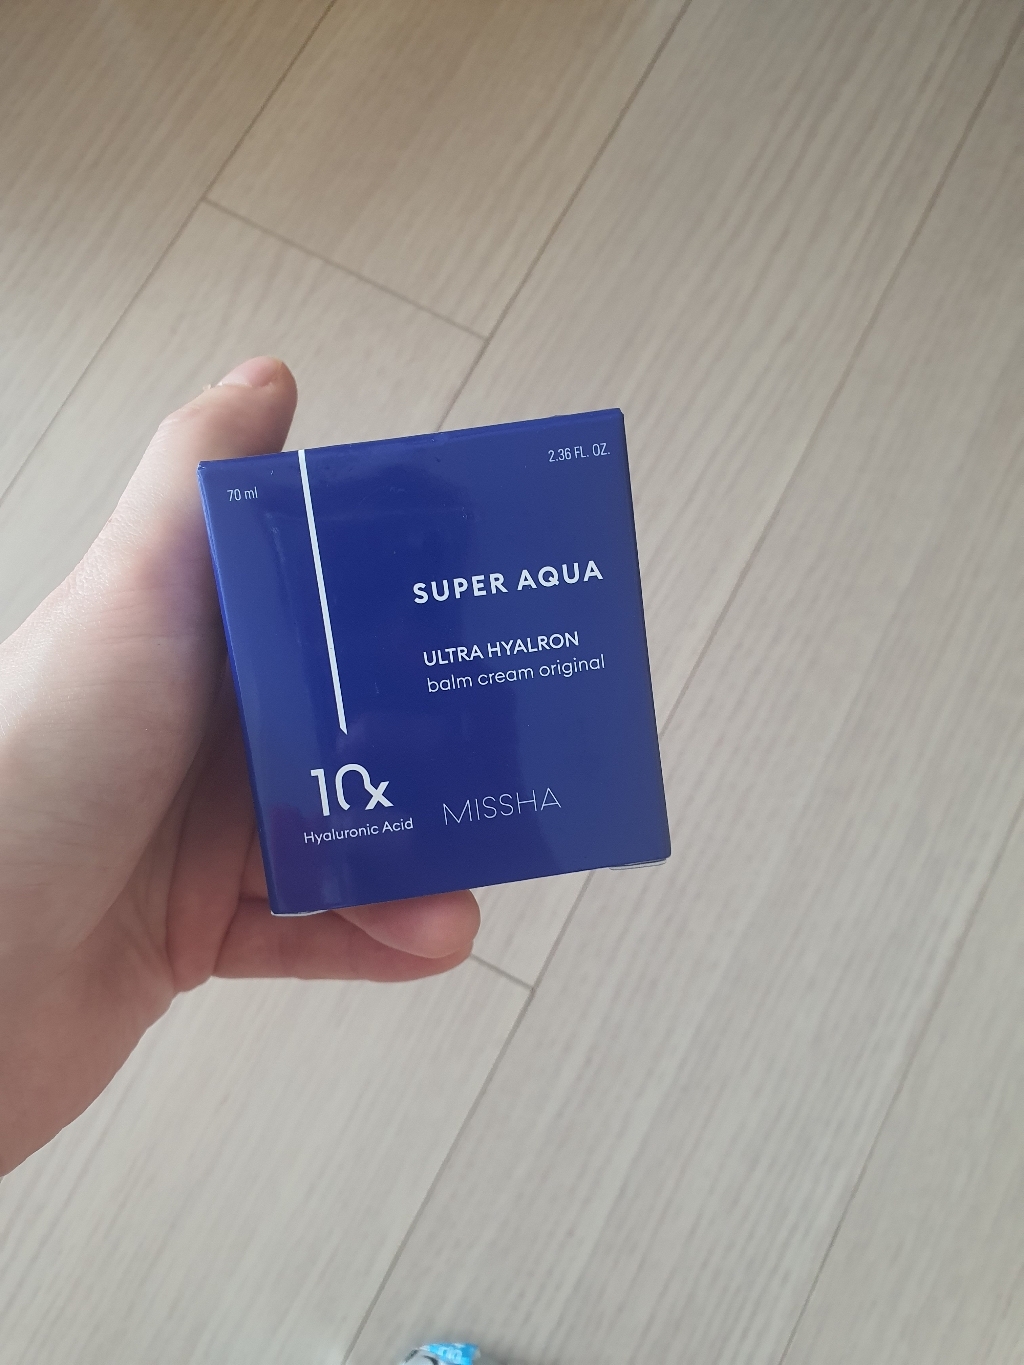 70 ml
2.36 FL. OZ.
SUPER AQUA
ULTRA HYALRON
balm cream original
10x
Hyaluronic Acid
MISSHA